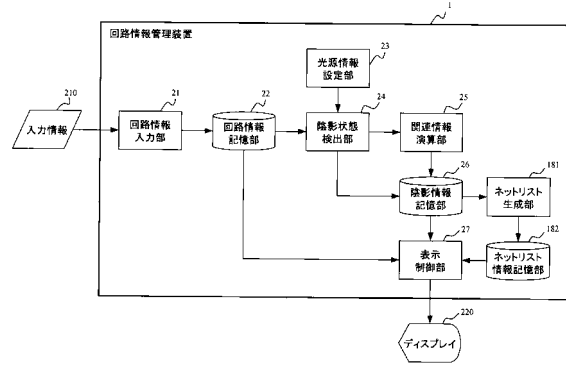 1
回路情報管理装置
23
光源情報
設定部
210
入力情報
21
回路情報
入力部
22
回路情報
記憶部
24
陰影状態
検出部
25
関連情報
演算部
26
陰影情報
記憶部
181
ネットリスト
生成部
27
表示
制御部
182
ネットリスト
情報記憶部
220
ディスプレイ